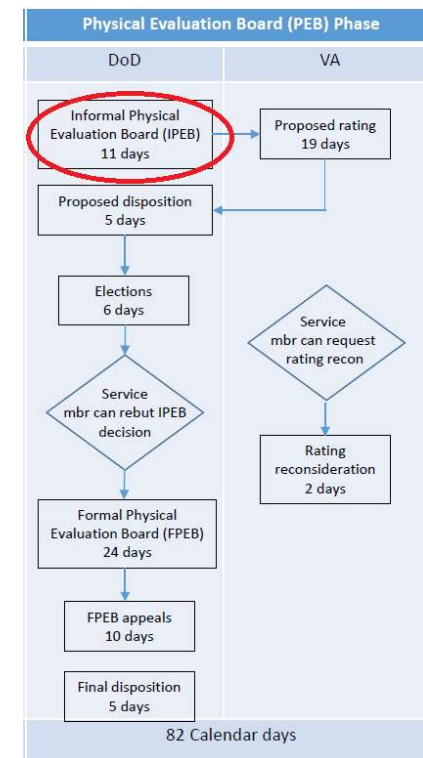 Physical Evaluation Board (PEB) Phase
DoD
VA
Informal Physical
Evaluation Board (IPEB)
11 days
Proposed rating
19 days
Proposed disposition
5 days
Elections
6 days
Service
mbr can request
rating recon
Service
mbr can rebut IPEB
decision
Rating
reconsideration
2 days
Formal Physical
Evaluation Board (FPEB)
24 days
FPEB appeals
10 days
Final disposition
5 days
82 Calendar days